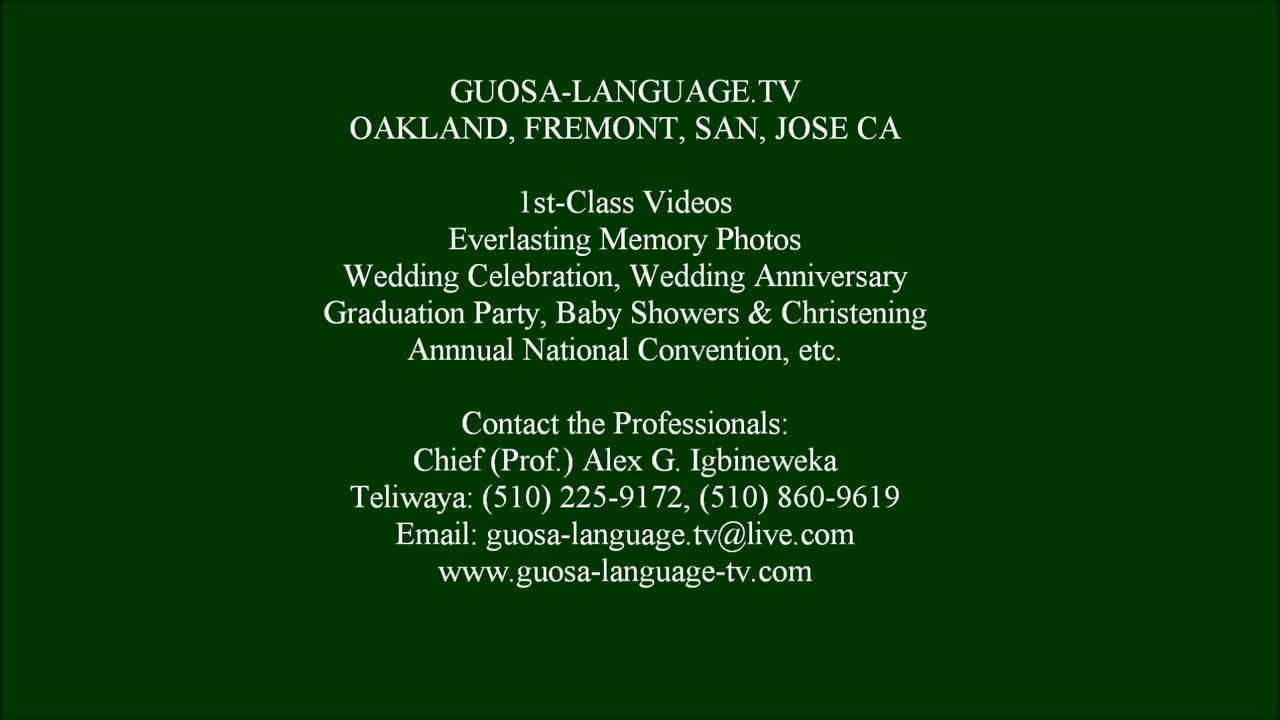 GUOSA-LANGUAGE.TV
OAKLAND, FREMONT, SAN, JOSE CA
1st-Class Videos
Everlasting Memory Photos
Wedding Celebration, Wedding Anniversary
Graduation Party, Baby Showers & Christening
Annnual National Convention, etc.
Contact the Professionals:
Chief (Prof.) Alex G. Igbineweka
Teliwaya: (510) 225-9172, (510) 860-9619
Email: guosa-language.tv@live.com
www.guosa-language-tv.com